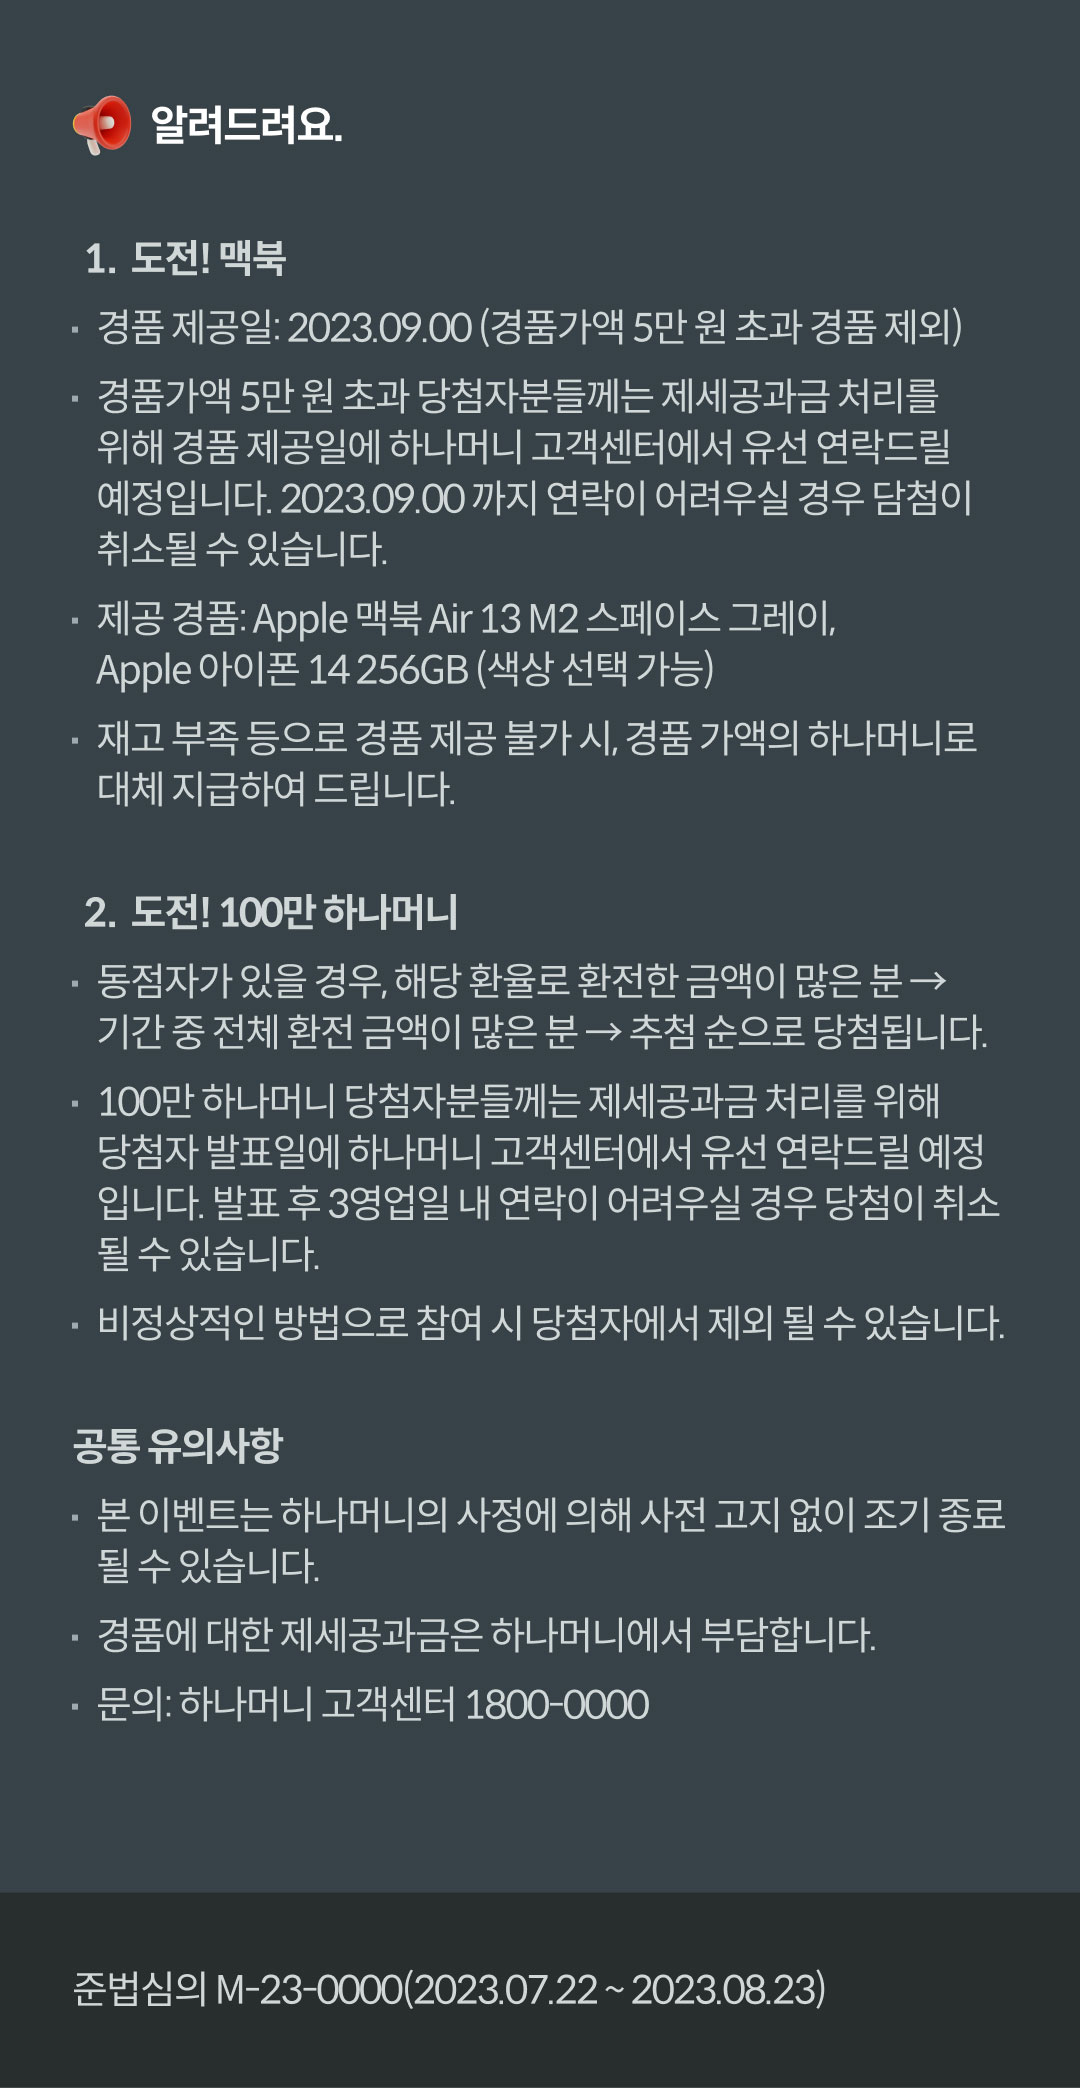 알려드려요.
1. 도전! 맥북
· 경품 제공일: 2023.09.00 (경품가액 5만 원 초과 경품 제외)
· 경품가액 5만 원 초과 당첨자분들께는 제세공과금 처리를
위해 경품 제공일에 하나머니 고객센터에서 유선 연락드릴
예정입니다. 2023.09.00 까지 연락이 어려우실 경우 담첨이
취소될 수 있습니다.
· 제공 경품: Apple 맥북 Air 13 M2 스페이스 그레이,
Apple 아이폰 14 256GB (색상 선택 가능)
· 재고 부족 등으로 경품 제공 불가 시, 경품 가액의 하나머니로
대체 지급하여 드립니다.
2. 도전! 100만 하나머니
· 동점자가 있을 경우, 해당 환율로 환전한 금액이 많은 분 →
기간 중 전체 환전 금액이 많은 분 → 추첨 순으로 당첨됩니다.
· 100만 하나머니 당첨자분들께는 제세공과금 처리를 위해
당첨자 발표일에 하나머니 고객센터에서 유선 연락드릴 예정
입니다. 발표 후 3영업일 내 연락이 어려우실 경우 당첨이 취소
될 수 있습니다.
· 비정상적인 방법으로 참여 시 당첨자에서 제외 될 수 있습니다.
공통 유의사항
· 본 이벤트는 하나머니의 사정에 의해 사전 고지 없이 조기 종료
될 수 있습니다.
· 경품에 대한 제세공과금은 하나머니에서 부담합니다.
· 문의: 하나머니 고객센터 1800-0000
준법심의 M-23-0000(2023.07.22 ~ 2023.08.23)